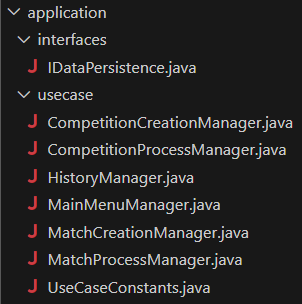 application
interfaces
IDataPersistence.java
usecase
CompetitionCreationManager.java
CompetitionProcessManager.java
HistoryManager.java
MainMenuManager.java
MatchCreationManager.java
MatchProcessManager.java
UseCaseConstants.java